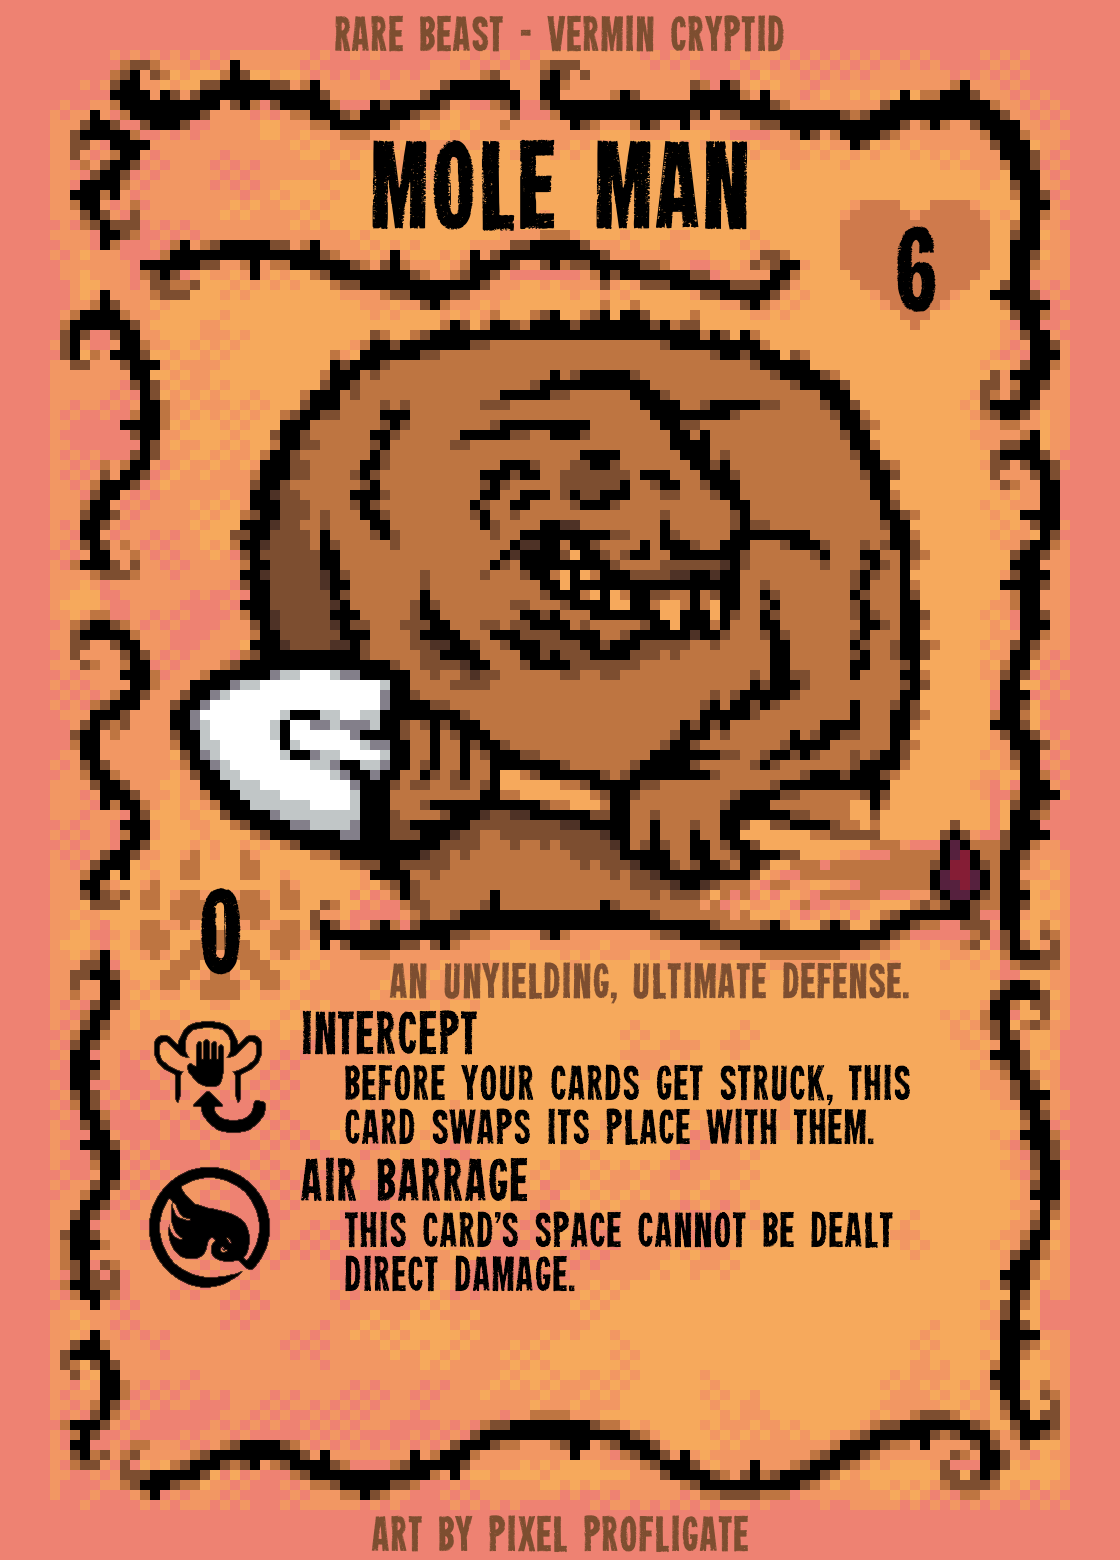 RARE BEAST - VERMIN CRYPTID
MOLE MAN
6
0
AN UNYIELDING, ULTIMATE DEFENSE.
INTERCEPT
BEFORE YOUR CARDS GET STRUCK, THIS
CARD SWAPS ITS PLACE WITH THEM.
AIR BARRAGE
THIS CARD'S SPACE CANNOT BE DEALT
DIRECT DAMAGE.
ART BY PIXEL PROFLIGATE